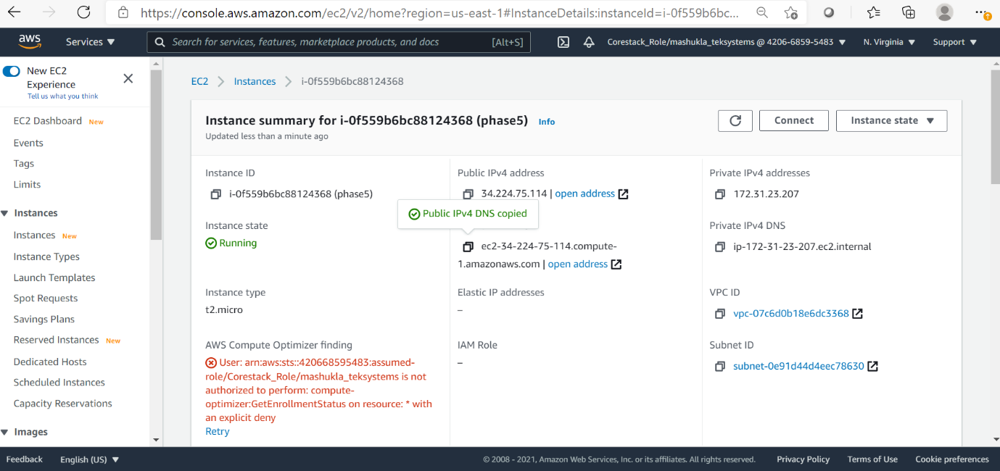 https://console.aws.amazon.com/ec2/v2/home?region=us-east-1#InstanceDetails:instanceId=i-0f559b6bc...
aws
Services
Search for services, features, marketplace products, and docs
[Alt+S]
Corestack_Role/mashukla_teksystems @ 4206-6859-5483
N. Virginia
Support
New EC2
Experience
Tell us what you think
EC2 Dashboard New
Events
Tags
Limits
Instances
Instances New
Instance Types
Launch Templates
Spot Requests
Savings Plans
Reserved Instances New
Dedicated Hosts
Scheduled Instances
Capacity Reservations
Images
EC2
Instances
i-0f559b6bc88124368
Instance summary for i-0f559b6bc88124368 (phase5) Info
Updated less than a minute ago
Connect
Instance state
Instance ID
i-0f559b6bc88124368 (phase5)
Public IPv4 address
34.224.75.114 | open address
Private IPv4 addresses
172.31.23.207
Public IPv4 DNS copied
Instance state
Running
ec2-34-224-75-114.compute-
1.amazonaws.com | open address
Private IPv4 DNS
ip-172-31-23-207.ec2.internal
Instance type
t2.micro
Elastic IP addresses
–
VPC ID
vpc-07c6d0b18e6dc3368
AWS Compute Optimizer finding
User: arn:aws:sts::420668595483:assumed-
role/Corestack_Role/mashukla_teksystems is not
authorized to perform: compute-
optimizer:GetEnrollmentStatus on resource: * with
an explicit deny
Retry
IAM Role
–
Subnet ID
subnet-0e91d44d4eec78630
Feedback
English (US)
© 2008 - 2021, Amazon Web Services, Inc. or its affiliates. All rights reserved.
Privacy Policy
Terms of Use
Cookie preferences